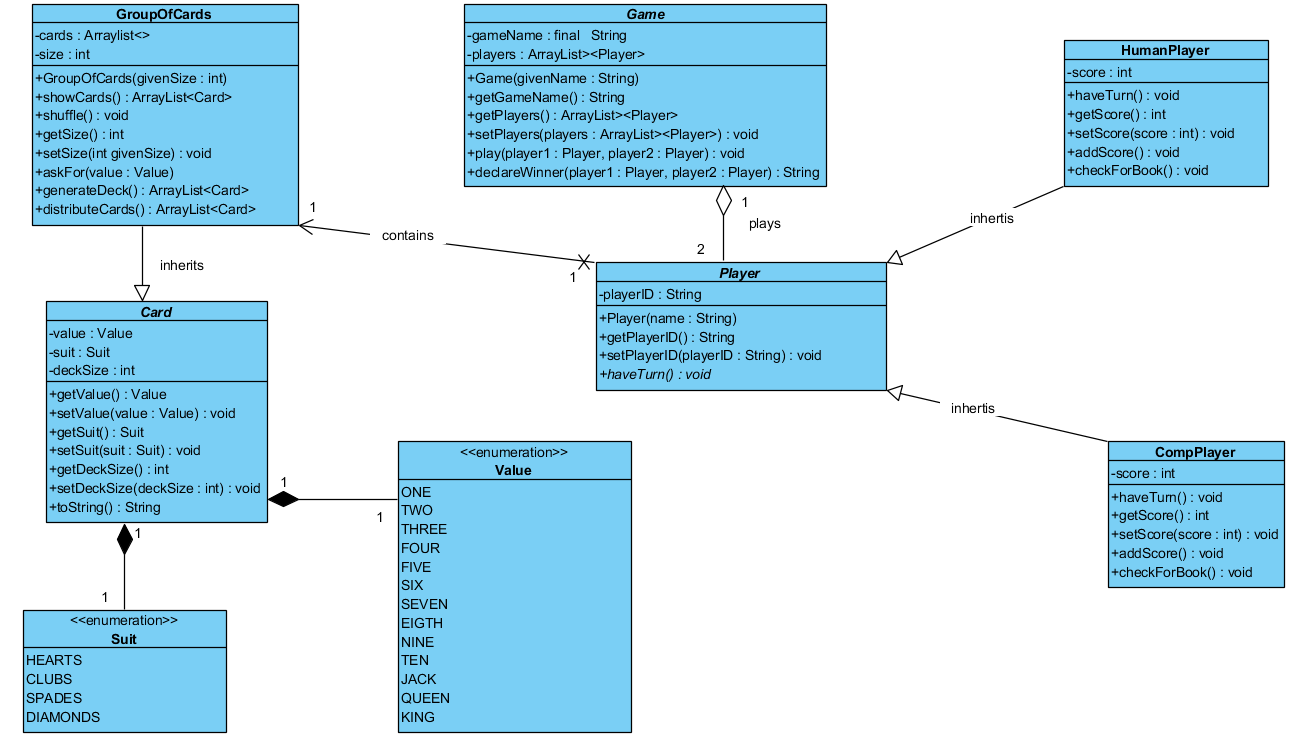 GroupOfCards
-cards : Arraylist<>
-size : int
+GroupOfCards(givenSize : int)
+showCards() : ArrayList<Card>
+shuffle() : void
+getSize() : int
+setSize(int givenSize) : void
+askFor(value : Value)
+generateDeck() : ArrayList<Card>
+distributeCards() : ArrayList<Card>
Game
-gameName : final   String
-players : ArrayList><Player>
+Game(givenName : String)
+getGameName() : String
+getPlayers() : ArrayList><Player>
+setPlayers(players : ArrayList><Player>) : void
+play(player1 : Player, player2 : Player) : void
+declareWinner(player1 : Player, player2 : Player) : String
HumanPlayer
-score : int
+haveTurn() : void
+getScore() : int
+setScore(score : int) : void
+addScore() : void
+checkForBook() : void
1
contains
1
1
plays
2
inhertis
inherits
Player
-playerID : String
+Player(name : String)
+getPlayerID() : String
+setPlayerID(playerID : String) : void
+haveTurn() : void
Card
-value : Value
-suit : Suit
-deckSize : int
+getValue() : Value
+setValue(value : Value) : void
+getSuit() : Suit
+setSuit(suit : Suit) : void
+getDeckSize() : int
+setDeckSize(deckSize : int) : void
+toString() : String
inhertis
1
1
1
1
<<enumeration>>
Value
ONE
TWO
THREE
FOUR
FIVE
SIX
SEVEN
EIGTH
NINE
TEN
JACK
QUEEN
KING
CompPlayer
-score : int
+haveTurn() : void
+getScore() : int
+setScore(score : int) : void
+addScore() : void
+checkForBook() : void
<<enumeration>>
Suit
HEARTS
CLUBS
SPADES
DIAMONDS